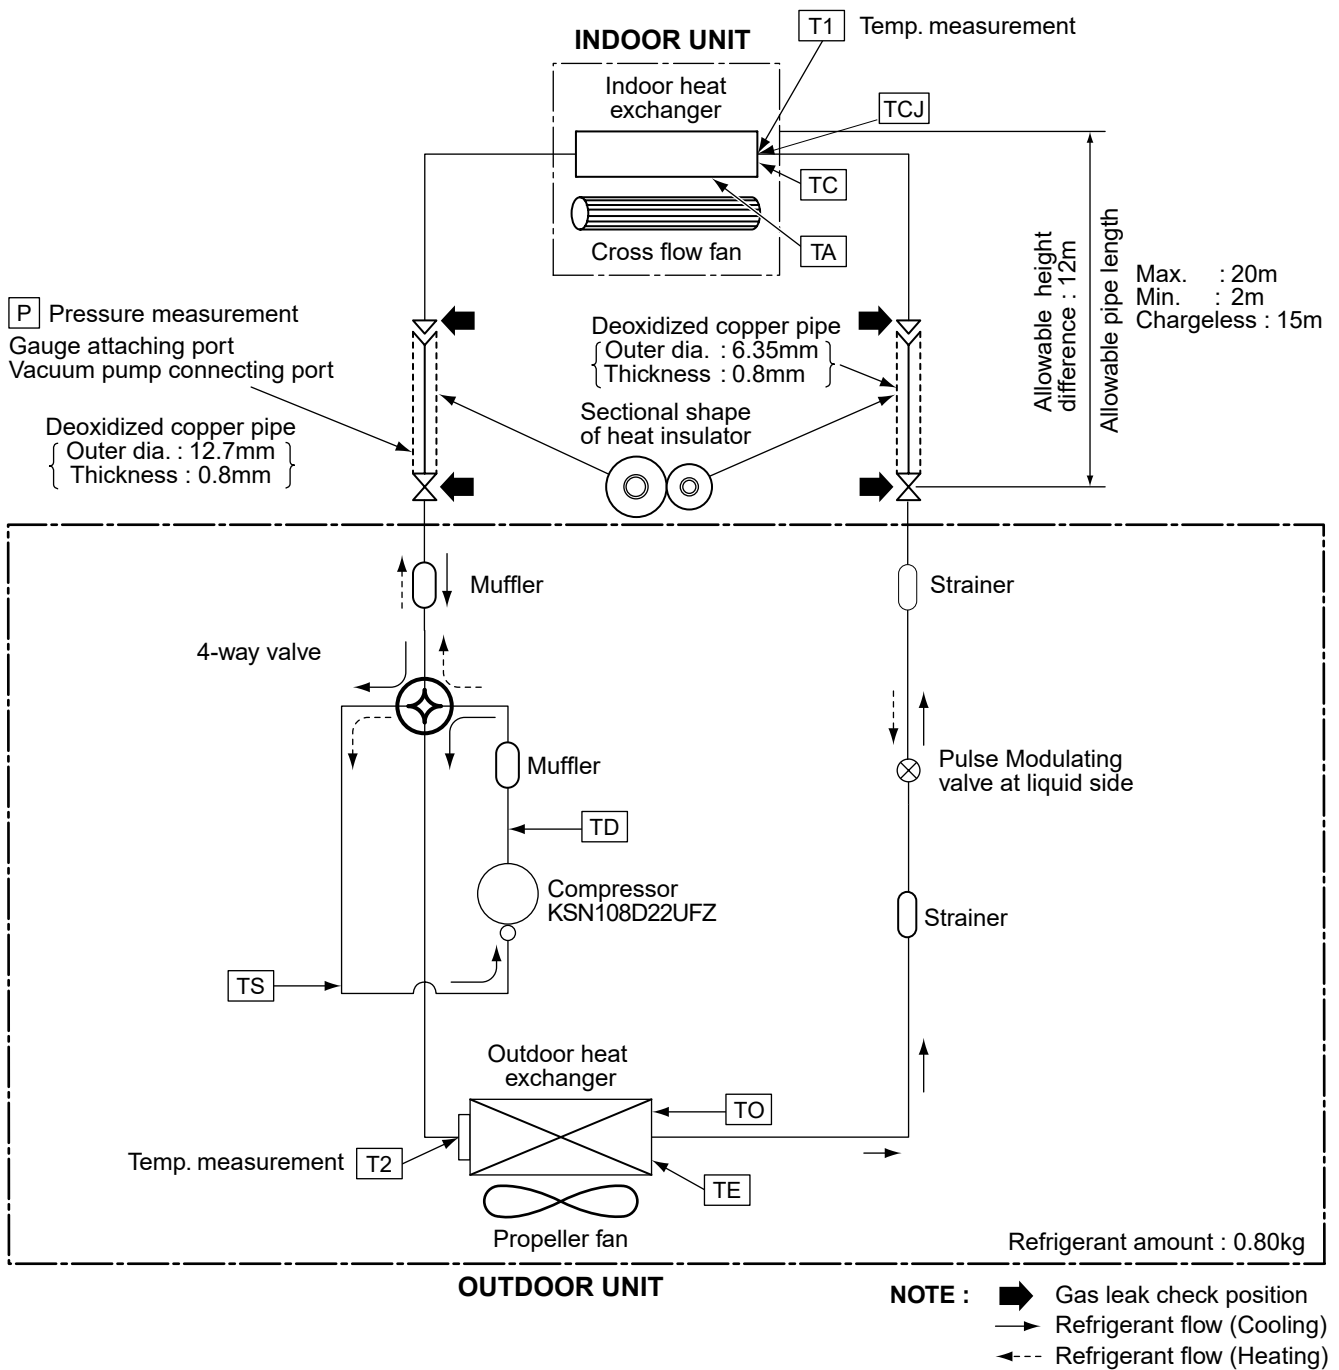 INDOOR UNIT
T1 Temp. measurement
Indoor heat
exchanger
TCJ
TC
Cross flow fan
TA
Allowable height
difference : 12m
Allowable pipe length
Max. : 20m
Min. : 2m
Chargeless : 15m
P Pressure measurement
Gauge attaching port
Vacuum pump connecting port
Deoxidized copper pipe
Outer dia. : 12.7mm
Thickness : 0.8mm
Deoxidized copper pipe
Outer dia. : 6.35mm
Thickness : 0.8mm
Sectional shape
of heat insulator
Muffler
Strainer
4-way valve
Muffler
Pulse Modulating
valve at liquid side
TD
Compressor
KSN108D22UFZ
Strainer
TS
Outdoor heat
exchanger
TO
Temp. measurement T2
TE
Propeller fan
Refrigerant amount : 0.80kg
OUTDOOR UNIT
NOTE : Gas leak check position
Refrigerant flow (Cooling)
Refrigerant flow (Heating)